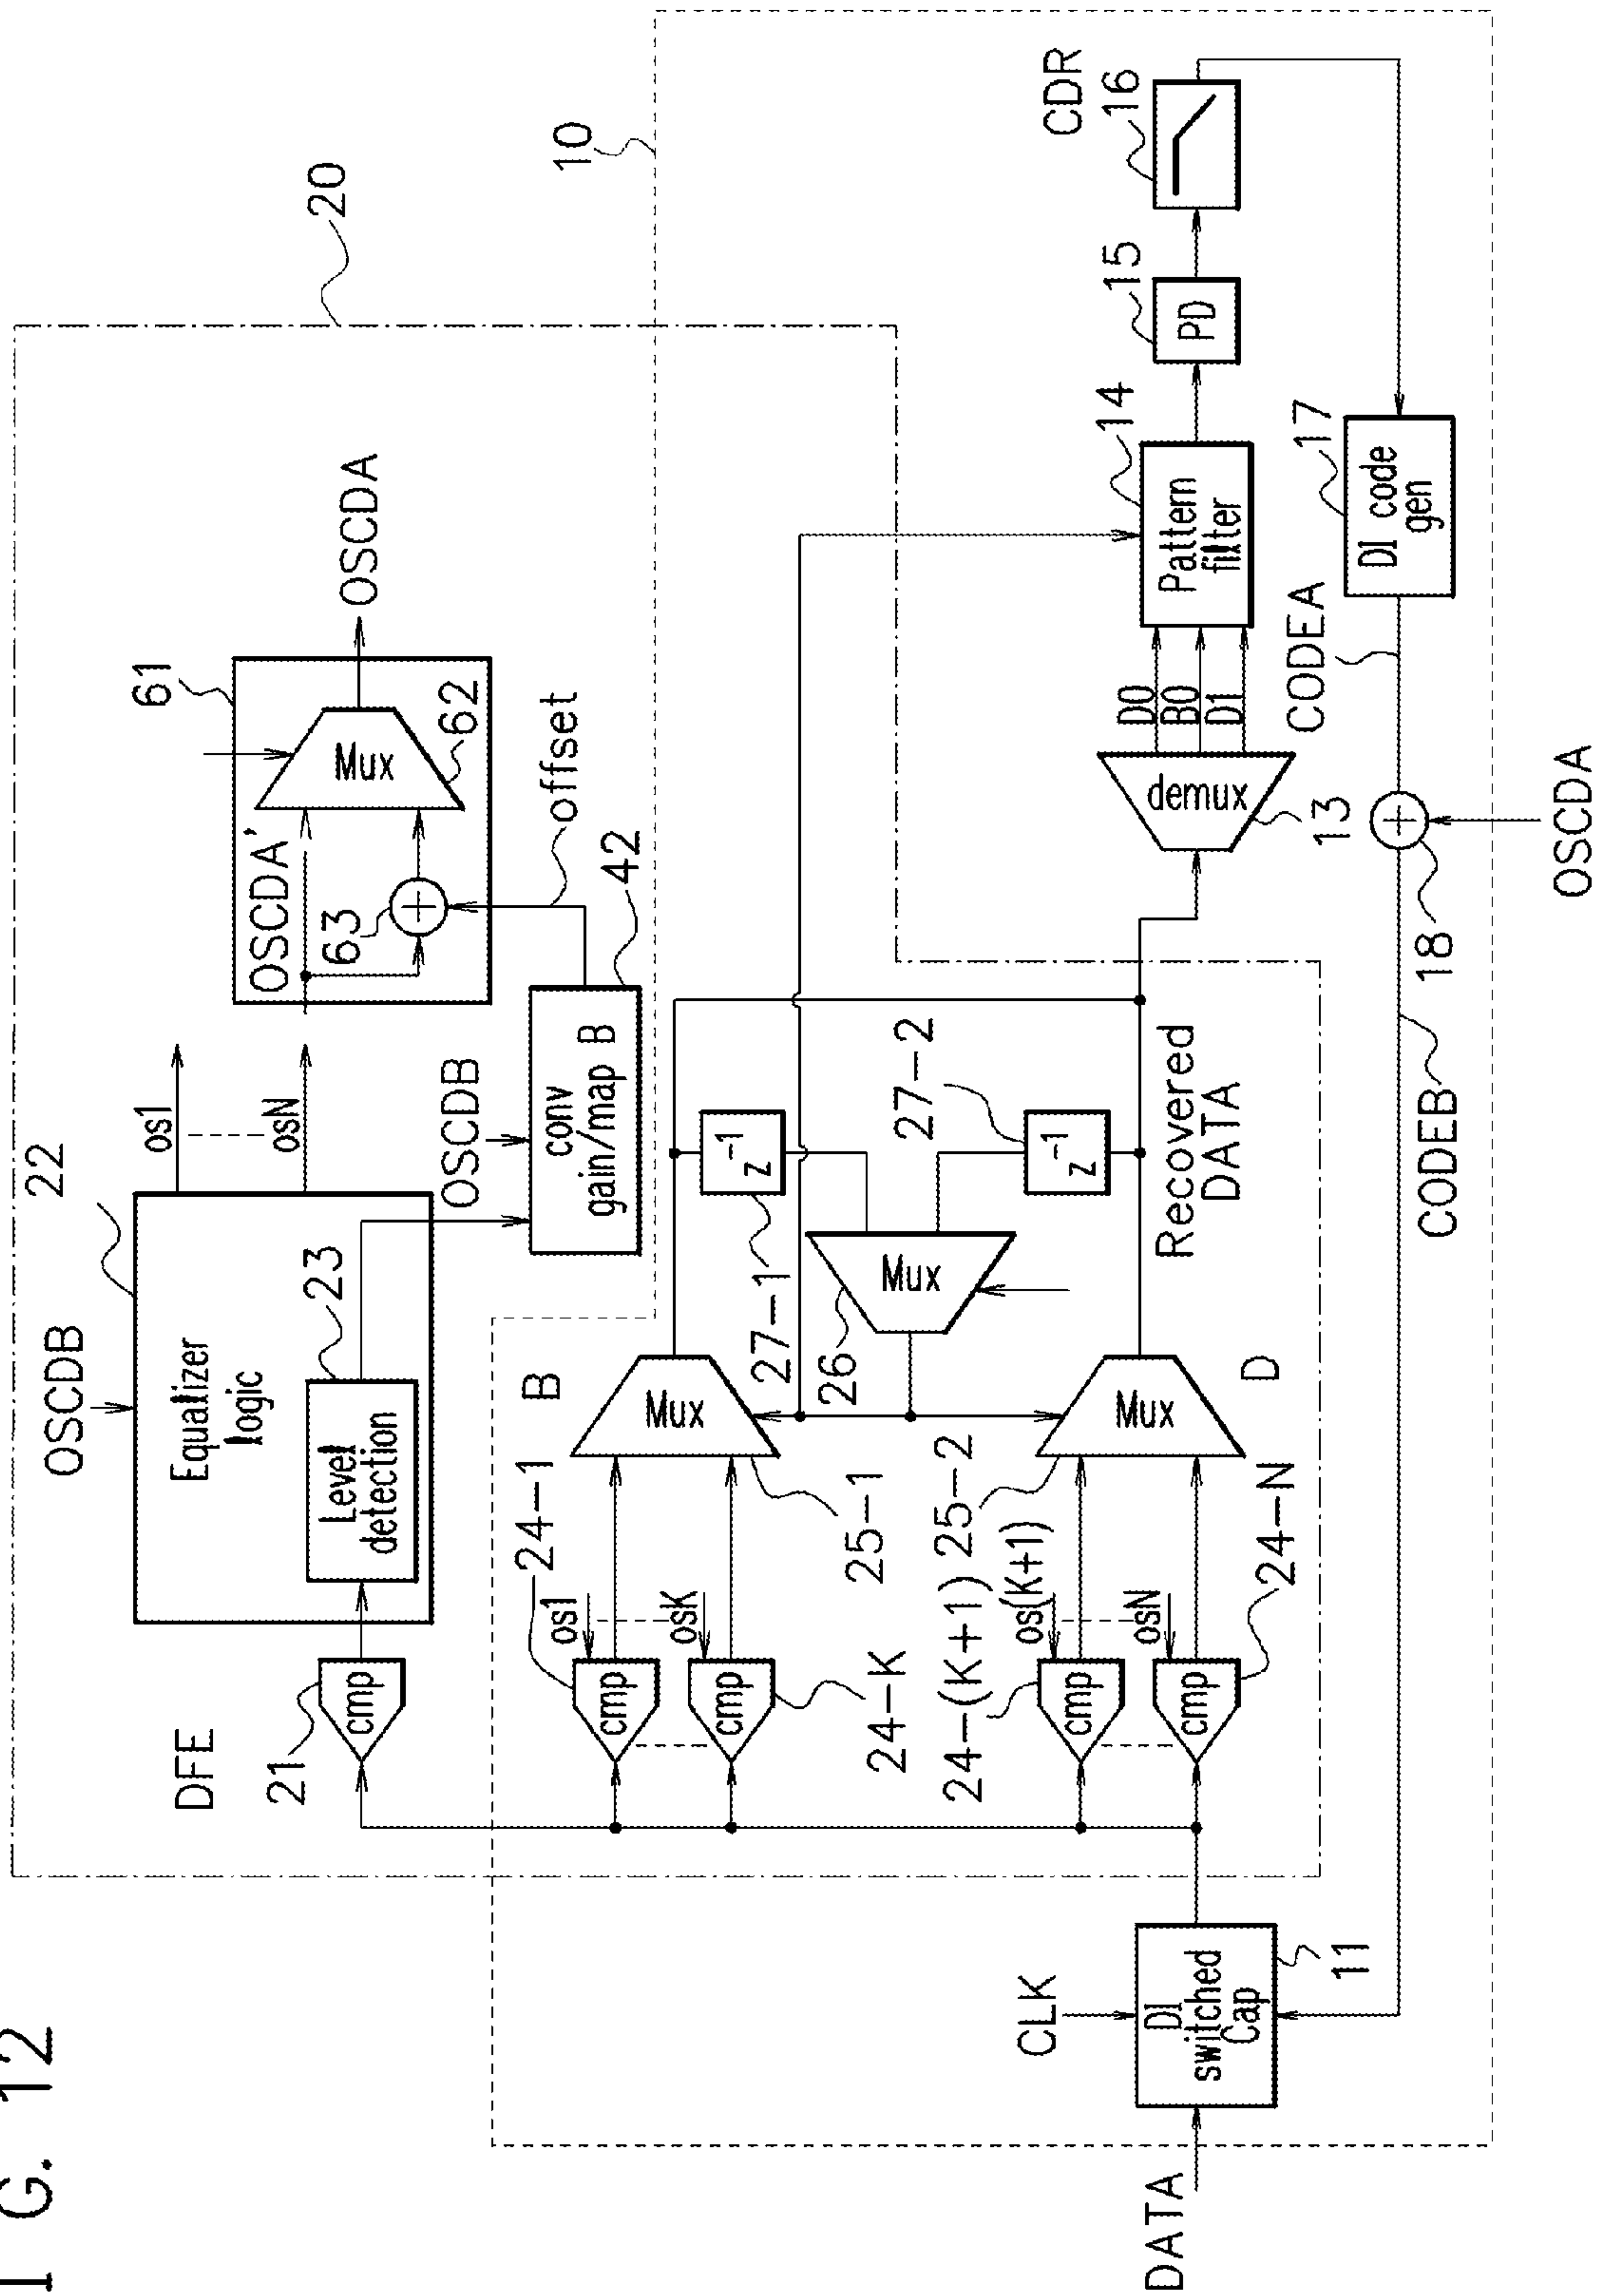 FIG. 12
DFE
20
22
OSCDB
Equalizer
logic
Level
detection
23
21
cmp
os1
osN
OSCDA'
61
Mux
62
63
OSCDA
offset
OSCDB
conv
gain/map B
42
10
24-1
cmp
os1
cmp
osK
24-K
B
Mux
25-1
26
Mux
27-1
z⁻¹
27-2
z⁻¹
24-(K+1)
cmp
os(K+1)
cmp
osN
24-N
25-2
Mux
D
Recovered
DATA
demux
13
D0
B0
D1
Pattern
filter
14
PD
15
CDR
16
DI code
gen
17
CODEA
18
OSCDA
CODEB
CLK
DI
switched
Cap
11
DATA